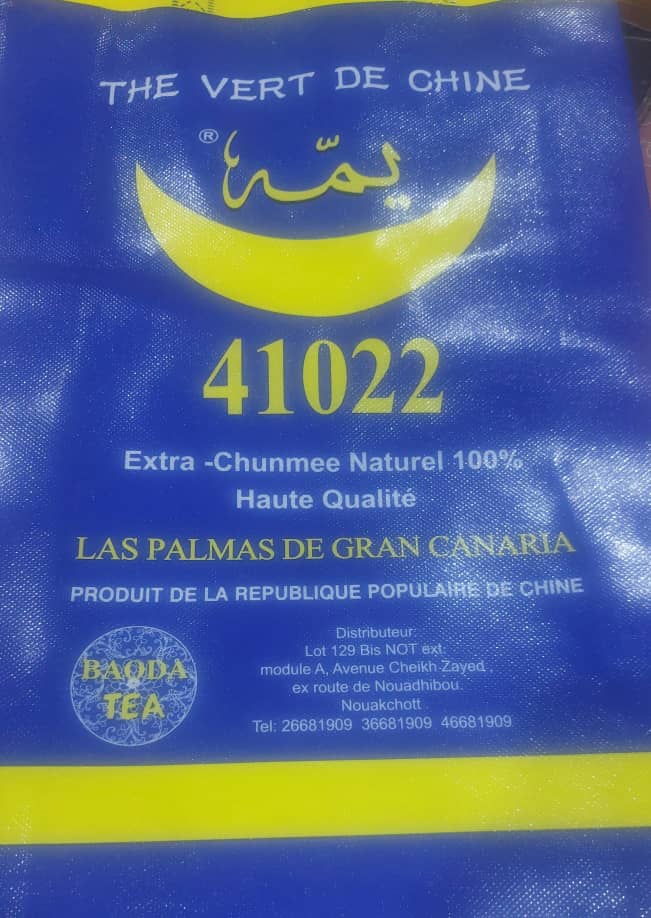 THE VERT DE CHINE
®
يمّه
41022
Extra -Chunmee Naturel 100%
Haute Qualité
LAS PALMAS DE GRAN CANARIA
PRODUIT DE LA REPUBLIQUE POPULAIRE DE CHINE
BAODA
TEA
Distributeur:
Lot 129 Bis NOT ext.
module A, Avenue Cheikh Zayed ,
ex route de Nouadhibou.
Nouakchott
Tel: 26681909 36681909 46681909